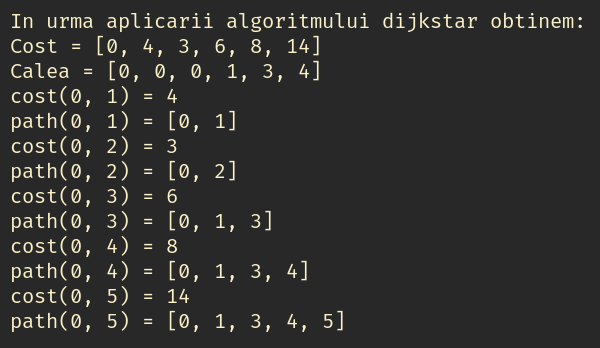 In urma aplicarii algoritmului dijkstar obtinem:
Cost = [0, 4, 3, 6, 8, 14]
Calea = [0, 0, 0, 1, 3, 4]
cost(0, 1) = 4
path(0, 1) = [0, 1]
cost(0, 2) = 3
path(0, 2) = [0, 2]
cost(0, 3) = 6
path(0, 3) = [0, 1, 3]
cost(0, 4) = 8
path(0, 4) = [0, 1, 3, 4]
cost(0, 5) = 14
path(0, 5) = [0, 1, 3, 4, 5]